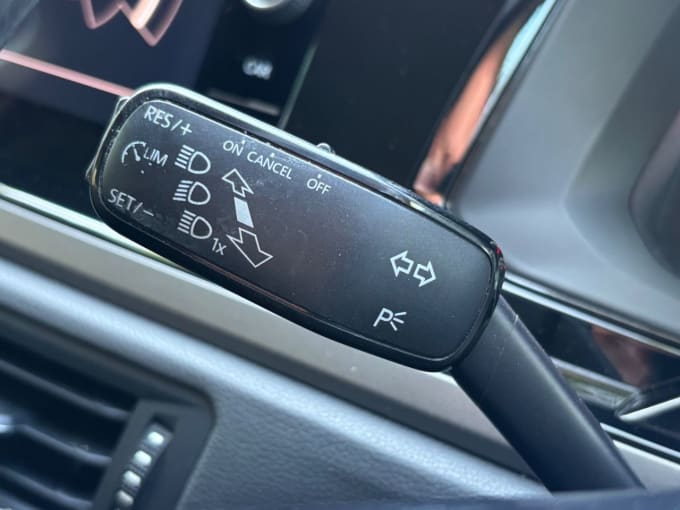 CAR
RES/+
ON CANCEL OFF
LIM
SET/-
1x
P